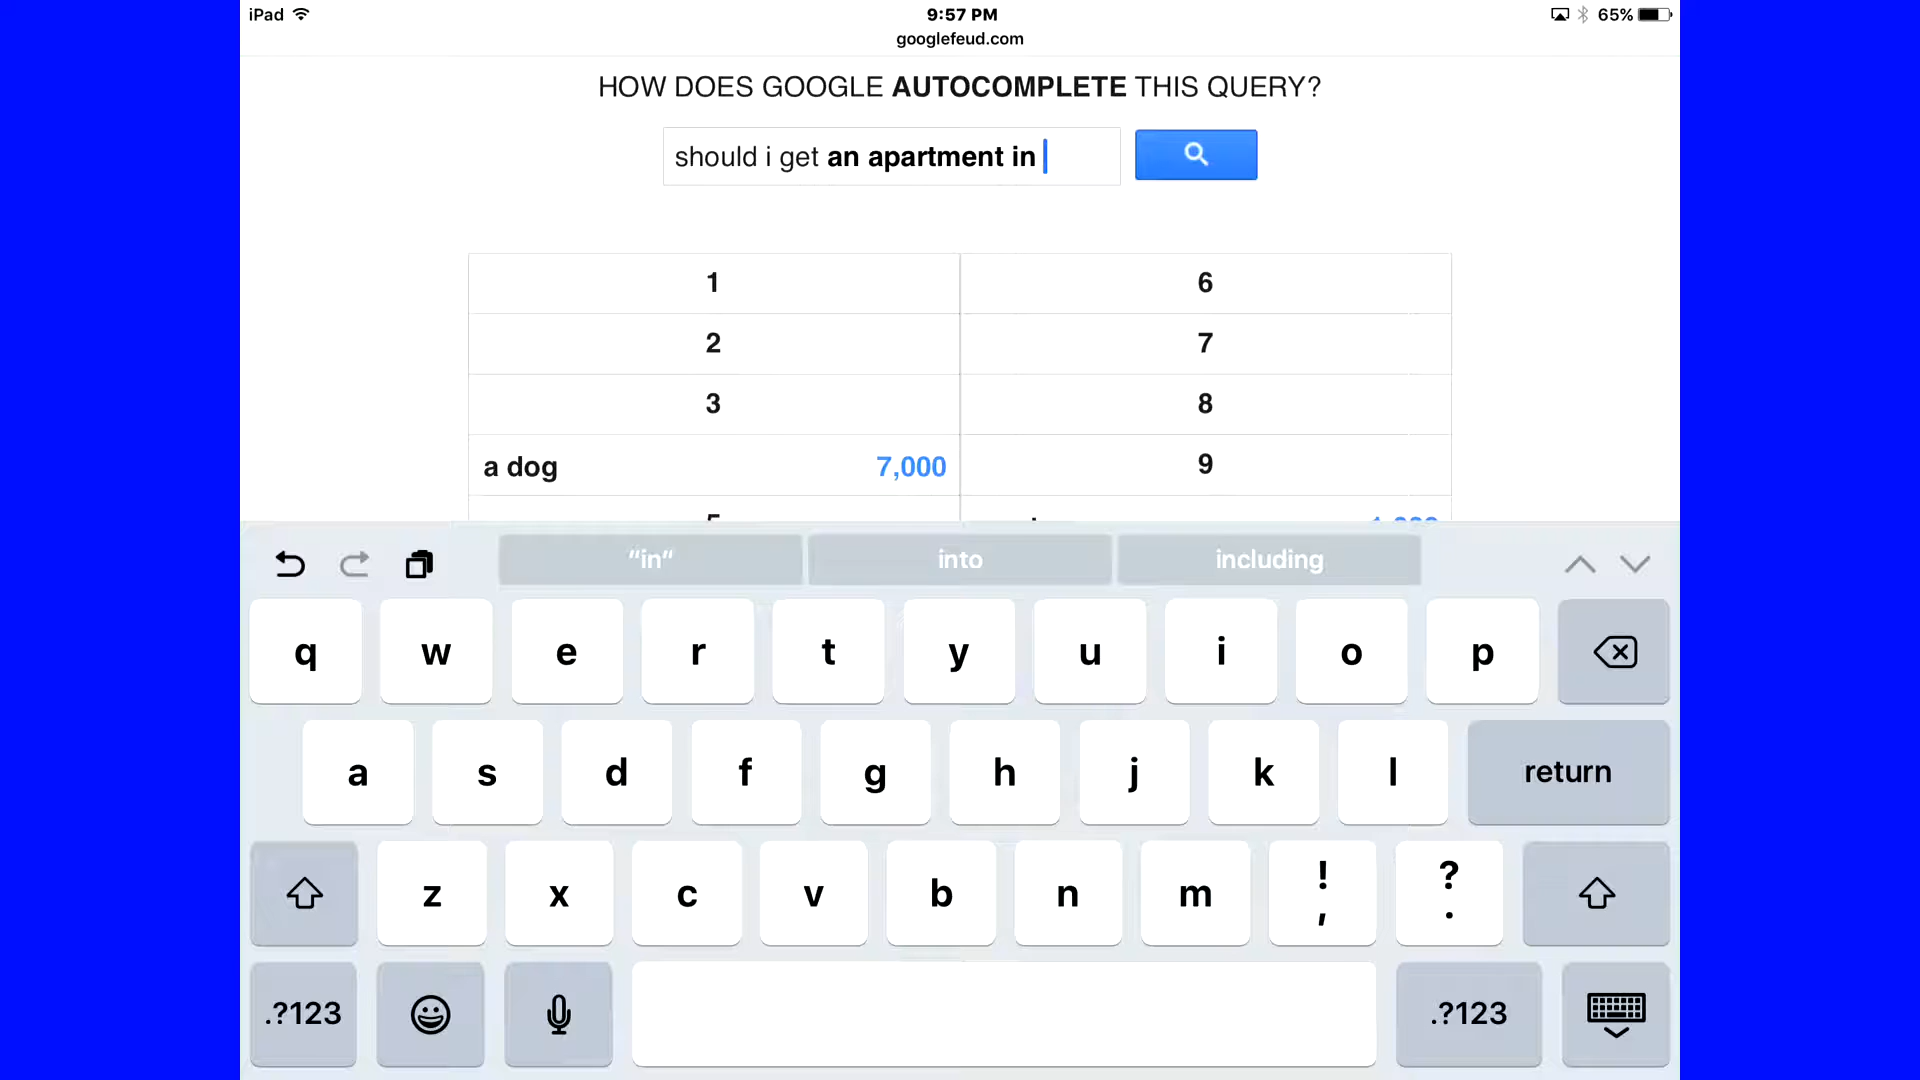 iPad 9:57 PM 65%
googlefeud.com
HOW DOES GOOGLE AUTOCOMPLETE THIS QUERY?
should i get an apartment in
1 6
2 7
3 8
a dog 7,000 9
"in" into including
q w e r t y u i o p
a s d f g h j k l return
z x c v b n m ! , ? .
.?123 .?123